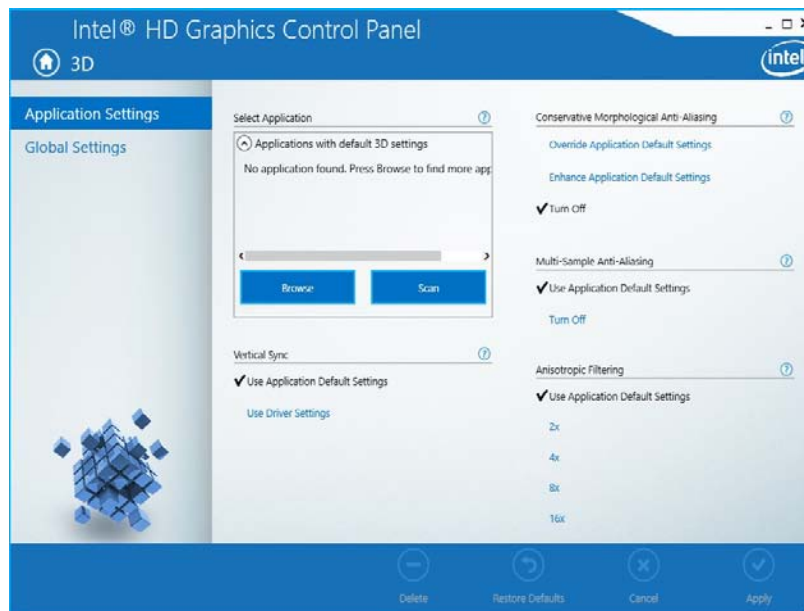 Intel® HD Graphics Control Panel
3D
intel
Application Settings
Global Settings
Select Application
Applications with default 3D settings
No application found. Press Browse to find more app
Browse
Scan
Vertical Sync
Use Application Default Settings
Use Driver Settings
Conservative Morphological Anti-Aliasing
Override Application Default Settings
Enhance Application Default Settings
Turn Off
Multi-Sample Anti-Aliasing
Use Application Default Settings
Turn Off
Anisotropic Filtering
Use Application Default Settings
2x
4x
8x
16x
Delete
Restore Defaults
Cancel
Apply